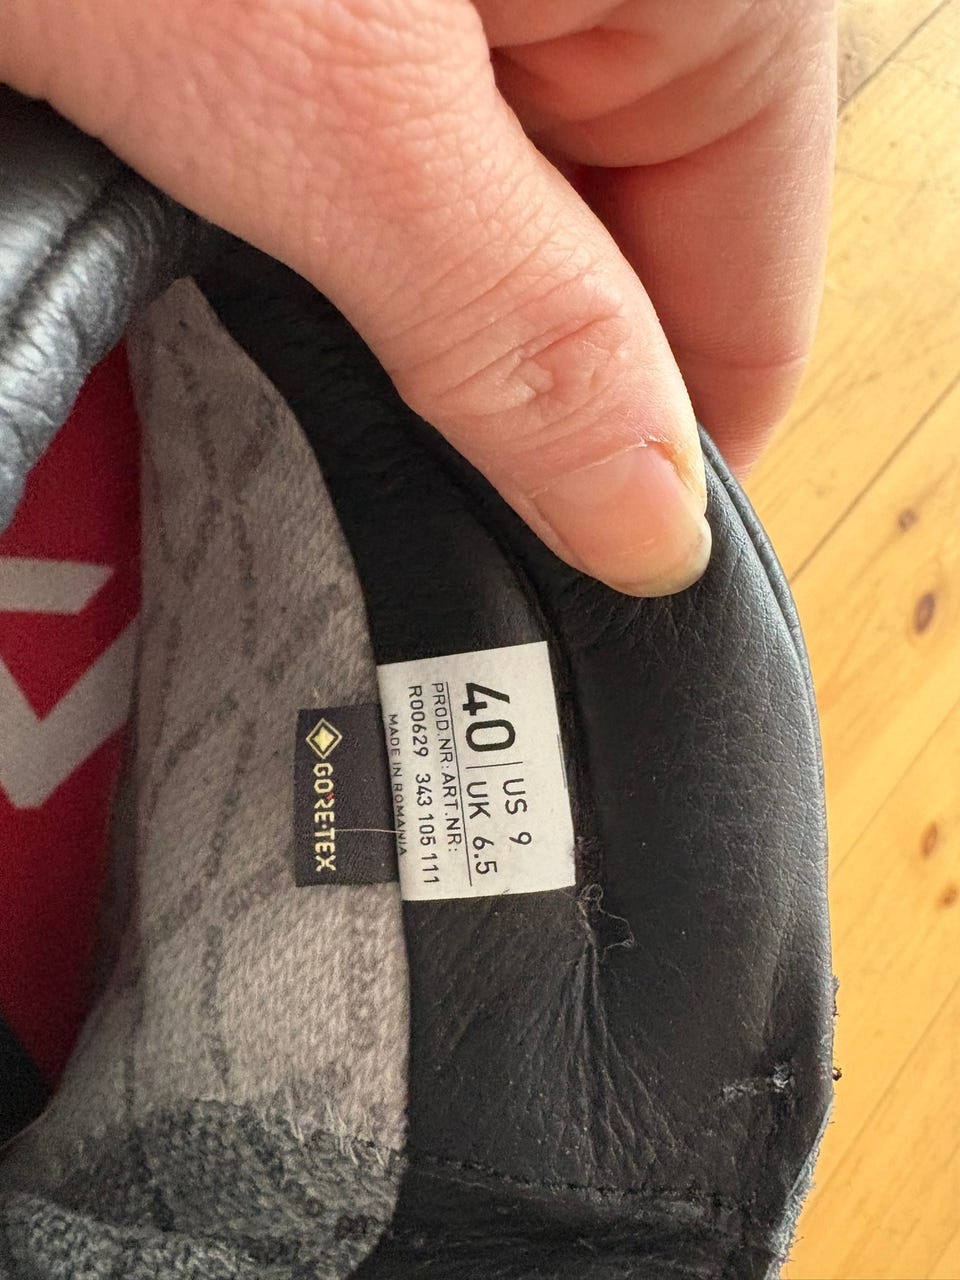 40 | US 9
| UK 6.5
PROD.NR: ART.NR:
R00629 343 105 111
MADE IN ROMANIA
GORE-TEX